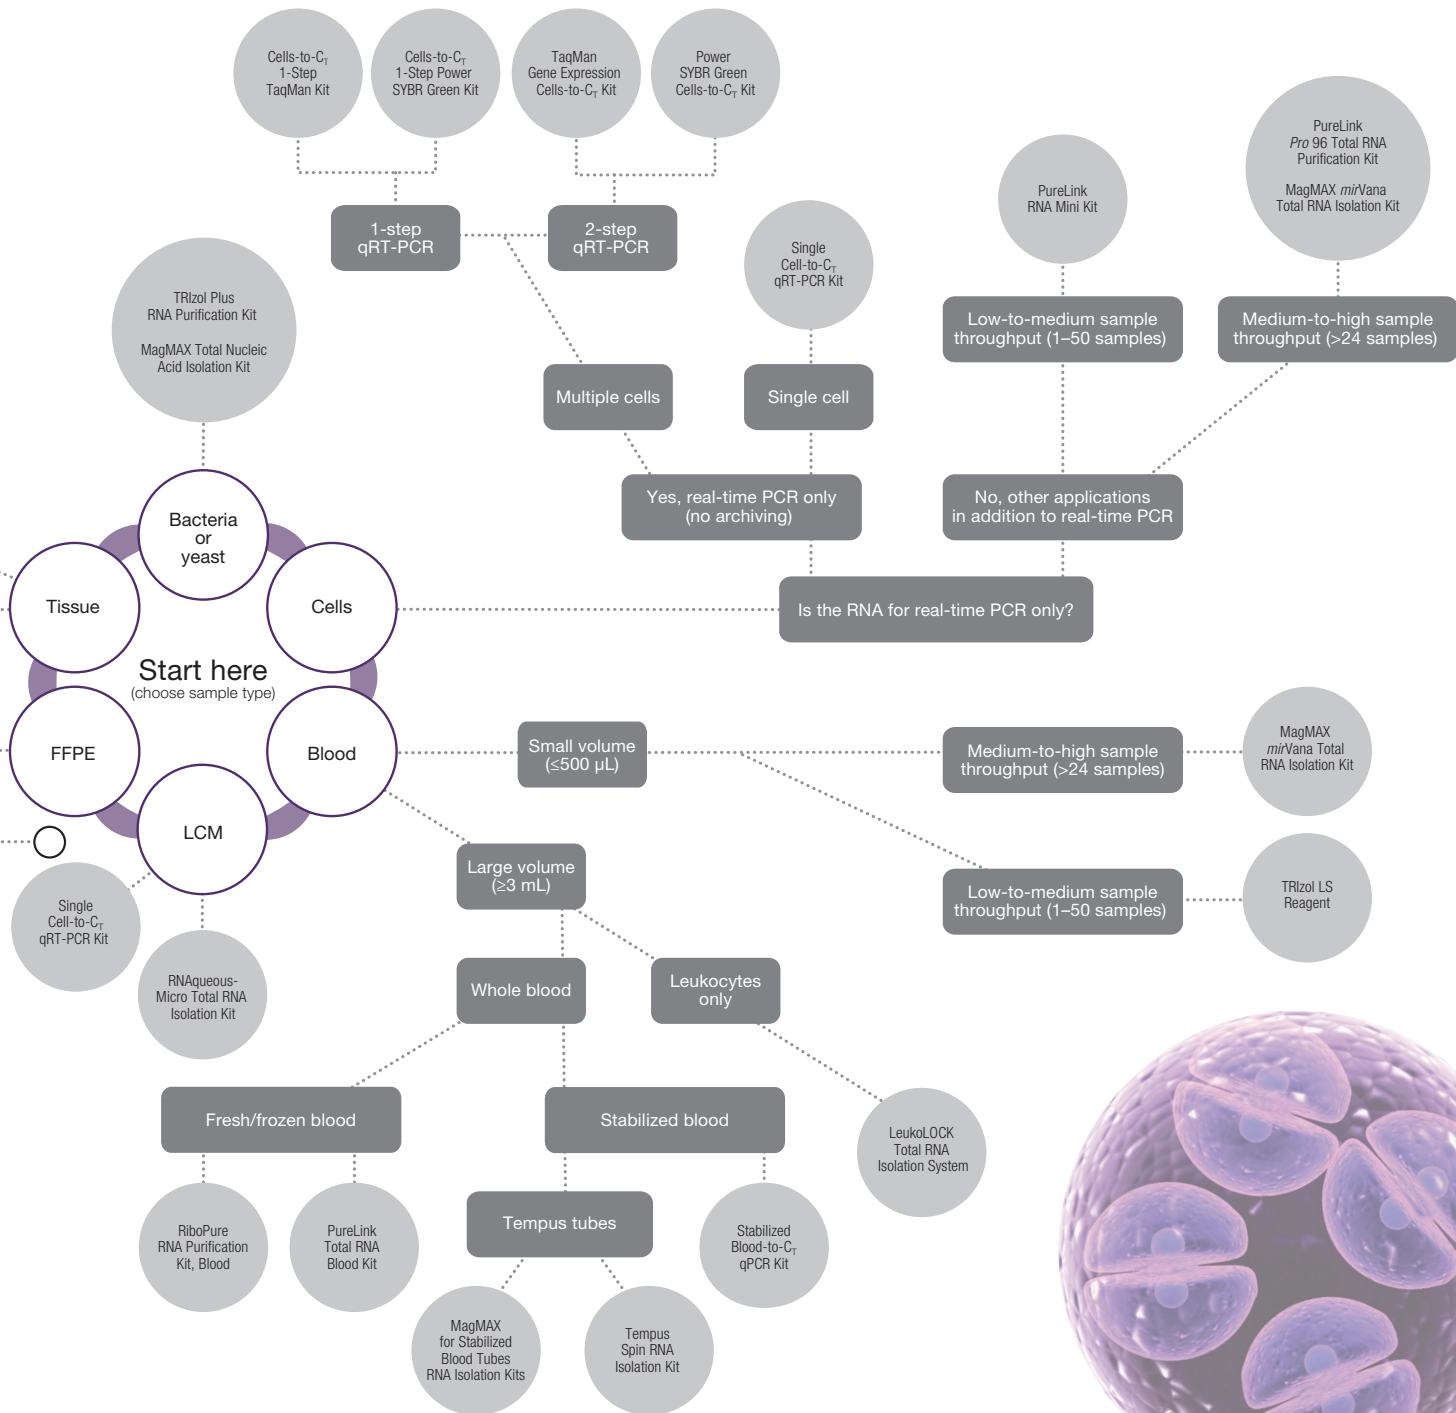 Cells-to-CT
1-Step
TaqMan Kit
Cells-to-CT
1-Step Power
SYBR Green Kit
TaqMan
Gene Expression
Cells-to-CT Kit
Power
SYBR Green
Cells-to-CT Kit
PureLink
Pro 96 Total RNA
Purification Kit
MagMAX mirVana
Total RNA Isolation Kit
PureLink
RNA Mini Kit
1-step
qRT-PCR
2-step
qRT-PCR
Single
Cell-to-CT
qRT-PCR Kit
TRIzol Plus
RNA Purification Kit
MagMAX Total Nucleic
Acid Isolation Kit
Low-to-medium sample
throughput (1–50 samples)
Medium-to-high sample
throughput (>24 samples)
Multiple cells
Single cell
Yes, real-time PCR only
(no archiving)
No, other applications
in addition to real-time PCR
Bacteria
or
yeast
Tissue
Cells
Is the RNA for real-time PCR only?
Start here
(choose sample type)
FFPE
Blood
LCM
Small volume
(≤500 µL)
Medium-to-high sample
throughput (>24 samples)
MagMAX
mirVana Total
RNA Isolation Kit
Large volume
(≥3 mL)
Low-to-medium sample
throughput (1–50 samples)
TRIzol LS
Reagent
Single
Cell-to-CT
qRT-PCR Kit
RNAqueous-
Micro Total RNA
Isolation Kit
Whole blood
Leukocytes
only
Fresh/frozen blood
Stabilized blood
LeukoLOCK
Total RNA
Isolation System
RiboPure
RNA Purification
Kit, Blood
PureLink
Total RNA
Blood Kit
Tempus tubes
Stabilized
Blood-to-CT
qPCR Kit
MagMAX
for Stabilized
Blood Tubes
RNA Isolation Kits
Tempus
Spin RNA
Isolation Kit